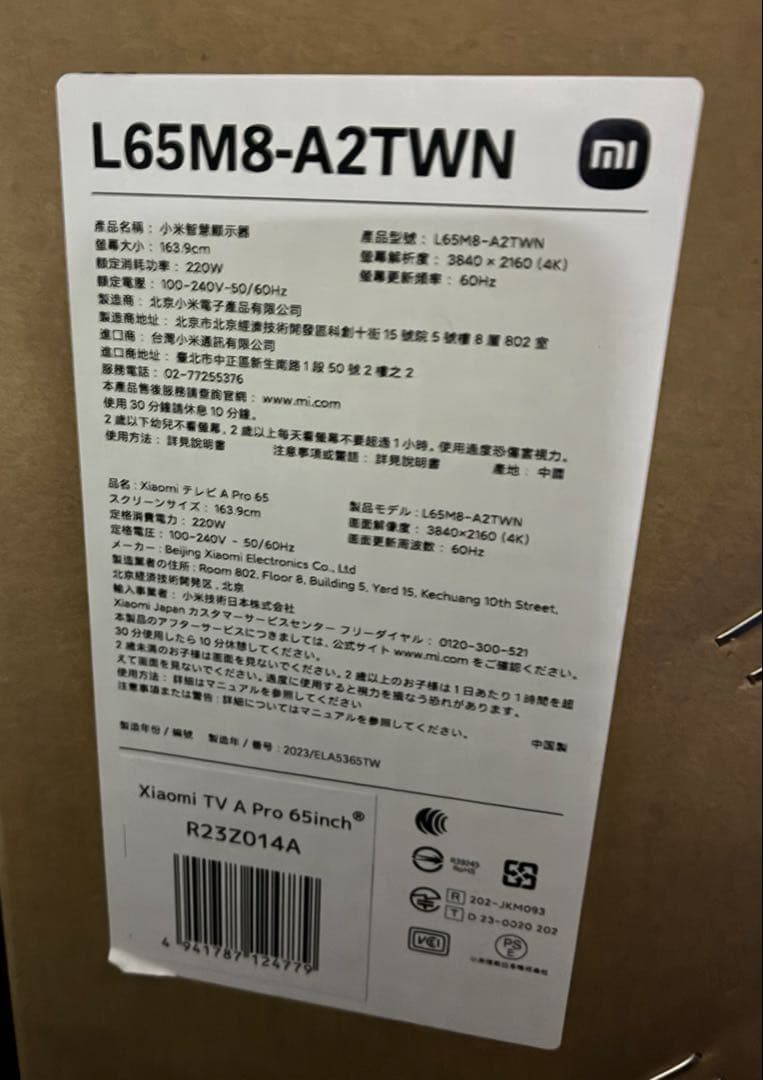 L65M8-A2TWN
mi
產品名稱：小米智慧顯示器
產品型號：L65M8-A2TWN
螢幕大小：163.9cm
螢幕解析度：3840 × 2160 (4K)
額定消耗功率：220W
螢幕更新頻率：60Hz
額定電壓：100-240V~50/60Hz
製造商：北京小米電子產品有限公司
製造商地址：北京市北京經濟技術開發區科創十街 15 號院 5 號樓 8 層 802 室
進口商：台灣小米通訊有限公司
進口商地址：臺北市中正區新生南路 1 段 50 號 2 樓之 2
服務電話：02-77255376
本產品售後服務請查詢官網：www.mi.com
使用 30 分鐘請休息 10 分鐘。
2 歲以下幼兒不看螢幕，2 歲以上每天看螢幕不要超過 1 小時。使用過度恐傷害視力。
使用方法：詳見說明書
注意事項或警語：詳見說明書
產地：中國
品名：Xiaomi テレビ A Pro 65
製品モデル：L65M8-A2TWN
スクリーンサイズ：163.9cm
画面解像度：3840×2160 (4K)
定格消費電力：220W
画面更新周波数：60Hz
定格電圧：100-240V ~ 50/60Hz
メーカー：Beijing Xiaomi Electronics Co., Ltd
製造業者の住所：Room 802, Floor 8, Building 5, Yard 15, Kechuang 10th Street,
北京経済技術開発区，北京
輸入事業者：小米技術日本株式会社
Xiaomi Japan カスタマーサービスセンター フリーダイヤル：0120-300-521
本製品のアフターサービスにつきましては、公式サイト www.mi.com をご確認ください。
30 分使用したら 10 分休憩してください。
2 歳未満のお子様は画面を見ないでください。2 歳以上のお子様は 1 日あたり 1 時間を超
えて画面を見ないでください。過度に使用すると視力を損なう恐れがあります。
使用方法：詳細はマニュアルを参照してください
注意事項または警告：詳細についてはマニュアルを参照してください。
中国製
製造年份 / 編號
製造年 / 番号：2023/ELA5365TW
Xiaomi TV A Pro 65inch®
R23Z014A
4 941787 124779
RoHS
R 202-JKM093
T D 23-0020 202
VCCI
PS
E